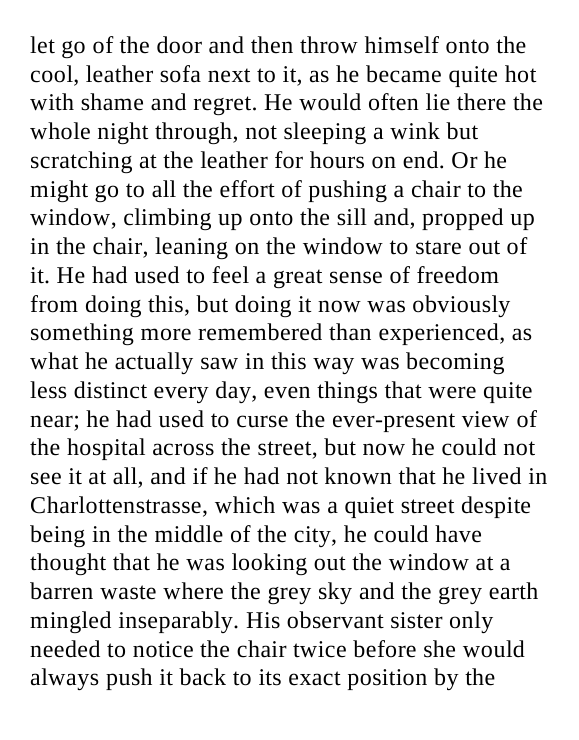 let go of the door and then throw himself onto the
cool, leather sofa next to it, as he became quite hot
with shame and regret. He would often lie there the
whole night through, not sleeping a wink but
scratching at the leather for hours on end. Or he
might go to all the effort of pushing a chair to the
window, climbing up onto the sill and, propped up
in the chair, leaning on the window to stare out of
it. He had used to feel a great sense of freedom
from doing this, but doing it now was obviously
something more remembered than experienced, as
what he actually saw in this way was becoming
less distinct every day, even things that were quite
near; he had used to curse the ever-present view of
the hospital across the street, but now he could not
see it at all, and if he had not known that he lived in
Charlottenstrasse, which was a quiet street despite
being in the middle of the city, he could have
thought that he was looking out the window at a
barren waste where the grey sky and the grey earth
mingled inseparably. His observant sister only
needed to notice the chair twice before she would
always push it back to its exact position by the